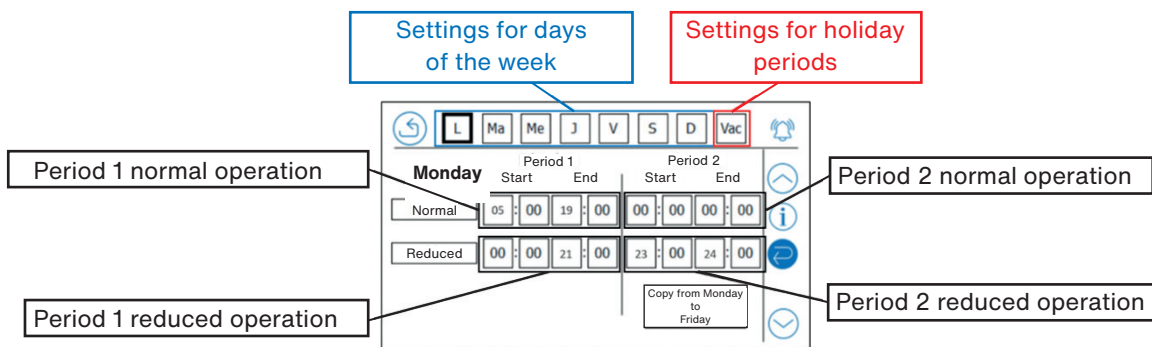 Settings for days
of the week
Settings for holiday
periods
L Ma Me J V S D Vac
Monday
Period 1
Period 2
Start End Start End
Period 1 normal operation
Period 2 normal operation
Normal 05 : 00 19 : 00 00 : 00 00 : 00
i
Reduced 00 : 00 21 : 00 23 : 00 24 : 00
Copy from Monday
to
Friday
Period 1 reduced operation
Period 2 reduced operation